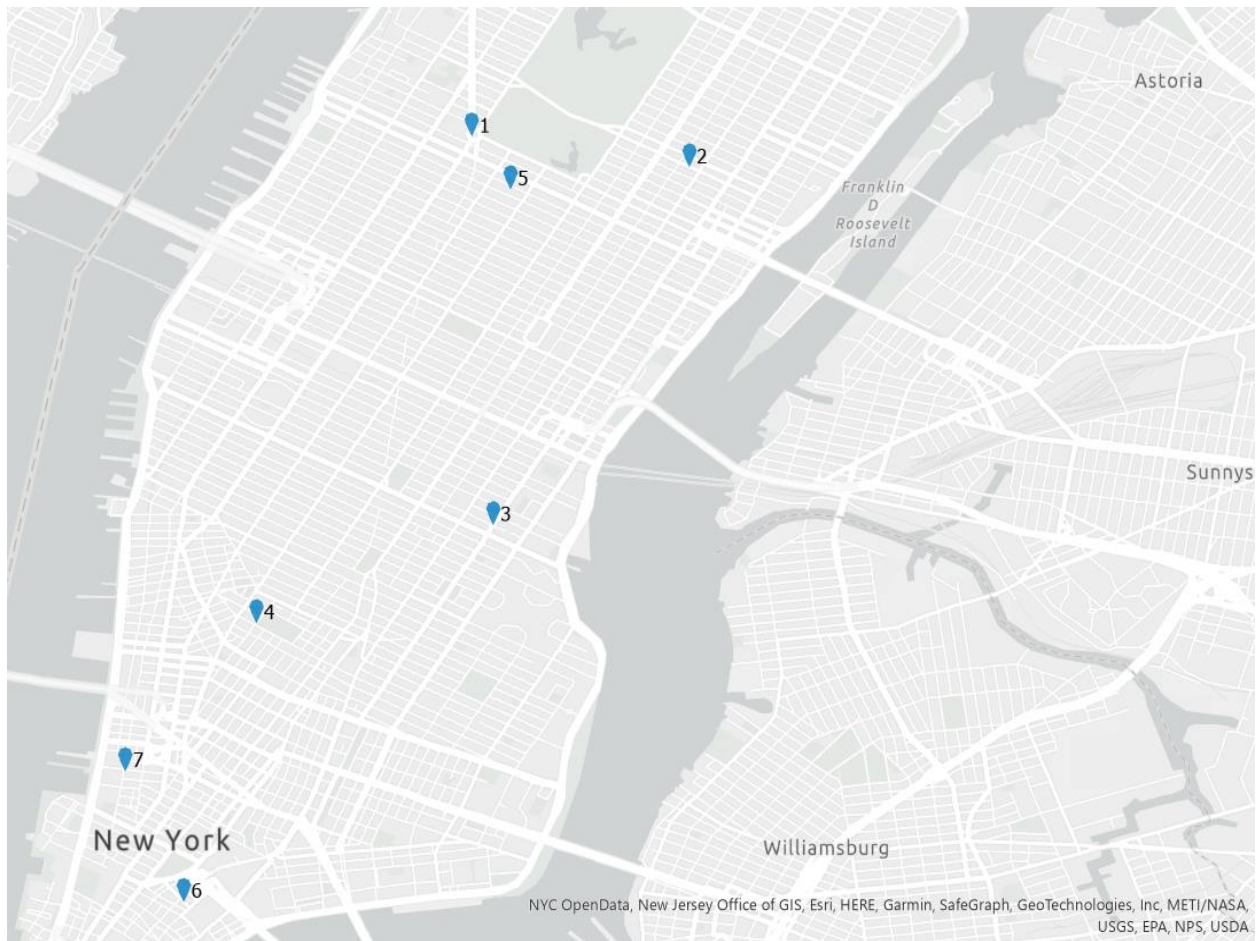 Astoria
1
2
5
Franklin
D
Roosevelt
Island
Sunnys
3
4
7
New York
Williamsburg
6
NYC OpenData, New Jersey Office of GIS, Esri, HERE, Garmin, SafeGraph, GeoTechnologies, Inc, METI/NASA,
USGS, EPA, NPS, USDA